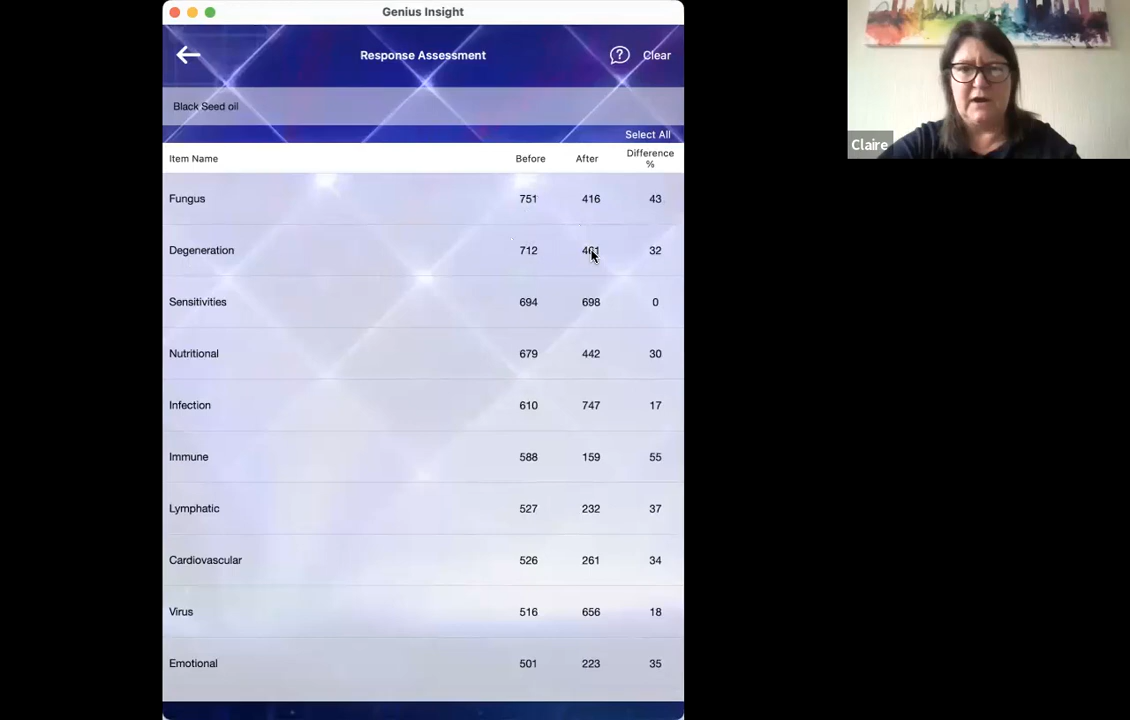 Genius Insight
Response Assessment
Clear
Black Seed oil
Select All
Item Name Before After Difference %
Fungus 751 416 43
Degeneration 712 461 32
Sensitivities 694 698 0
Nutritional 679 442 30
Infection 610 747 17
Immune 588 159 55
Lymphatic 527 232 37
Cardiovascular 526 261 34
Virus 516 656 18
Emotional 501 223 35
Claire